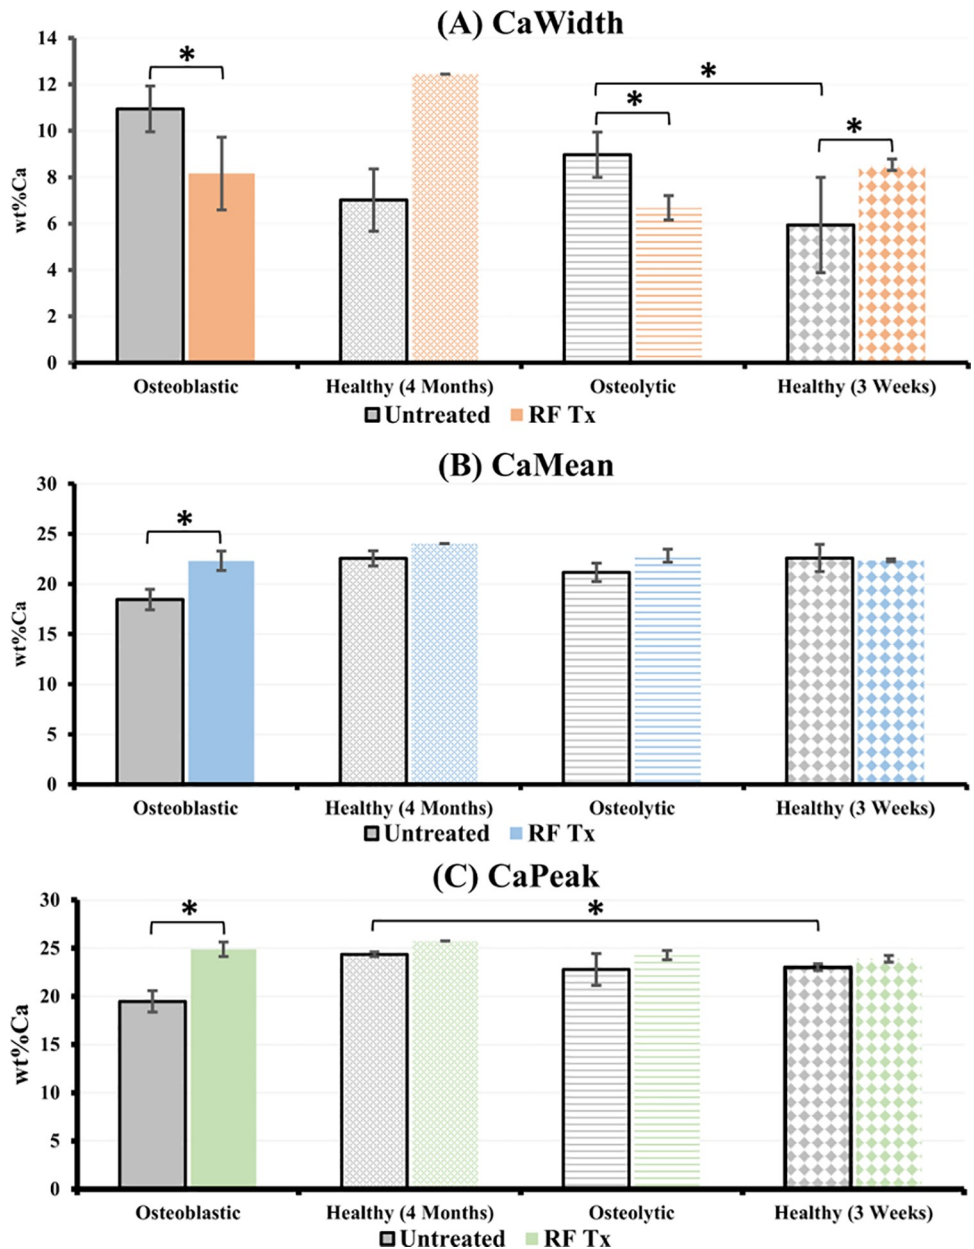 (A) CaWidth
14
12
10
8
6
4
2
0
wt%Ca
*
*
*
*
Osteoblastic Healthy (4 Months) Osteolytic Healthy (3 Weeks)
Untreated RF Tx
(B) CaMean
30
25
20
15
10
5
0
wt%Ca
*
Osteoblastic Healthy (4 Months) Osteolytic Healthy (3 Weeks)
Untreated RF Tx
(C) CaPeak
30
25
20
15
10
5
0
wt%Ca
*
*
Osteoblastic Healthy (4 Months) Osteolytic Healthy (3 Weeks)
Untreated RF Tx